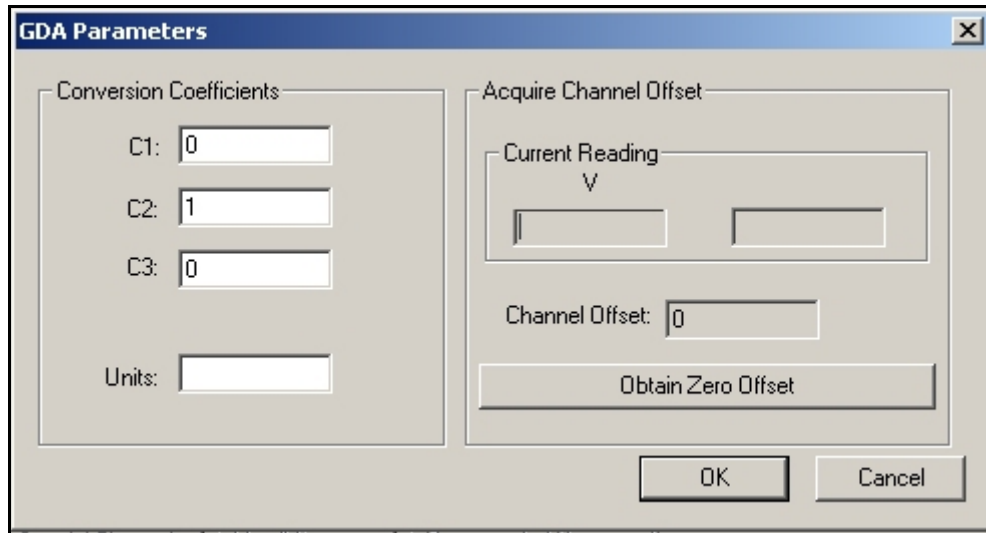 GDA Parameters
Conversion Coefficients
C1: 0
C2: 1
C3: 0
Units:
Acquire Channel Offset
Current Reading
V
Channel Offset: 0
Obtain Zero Offset
OK
Cancel